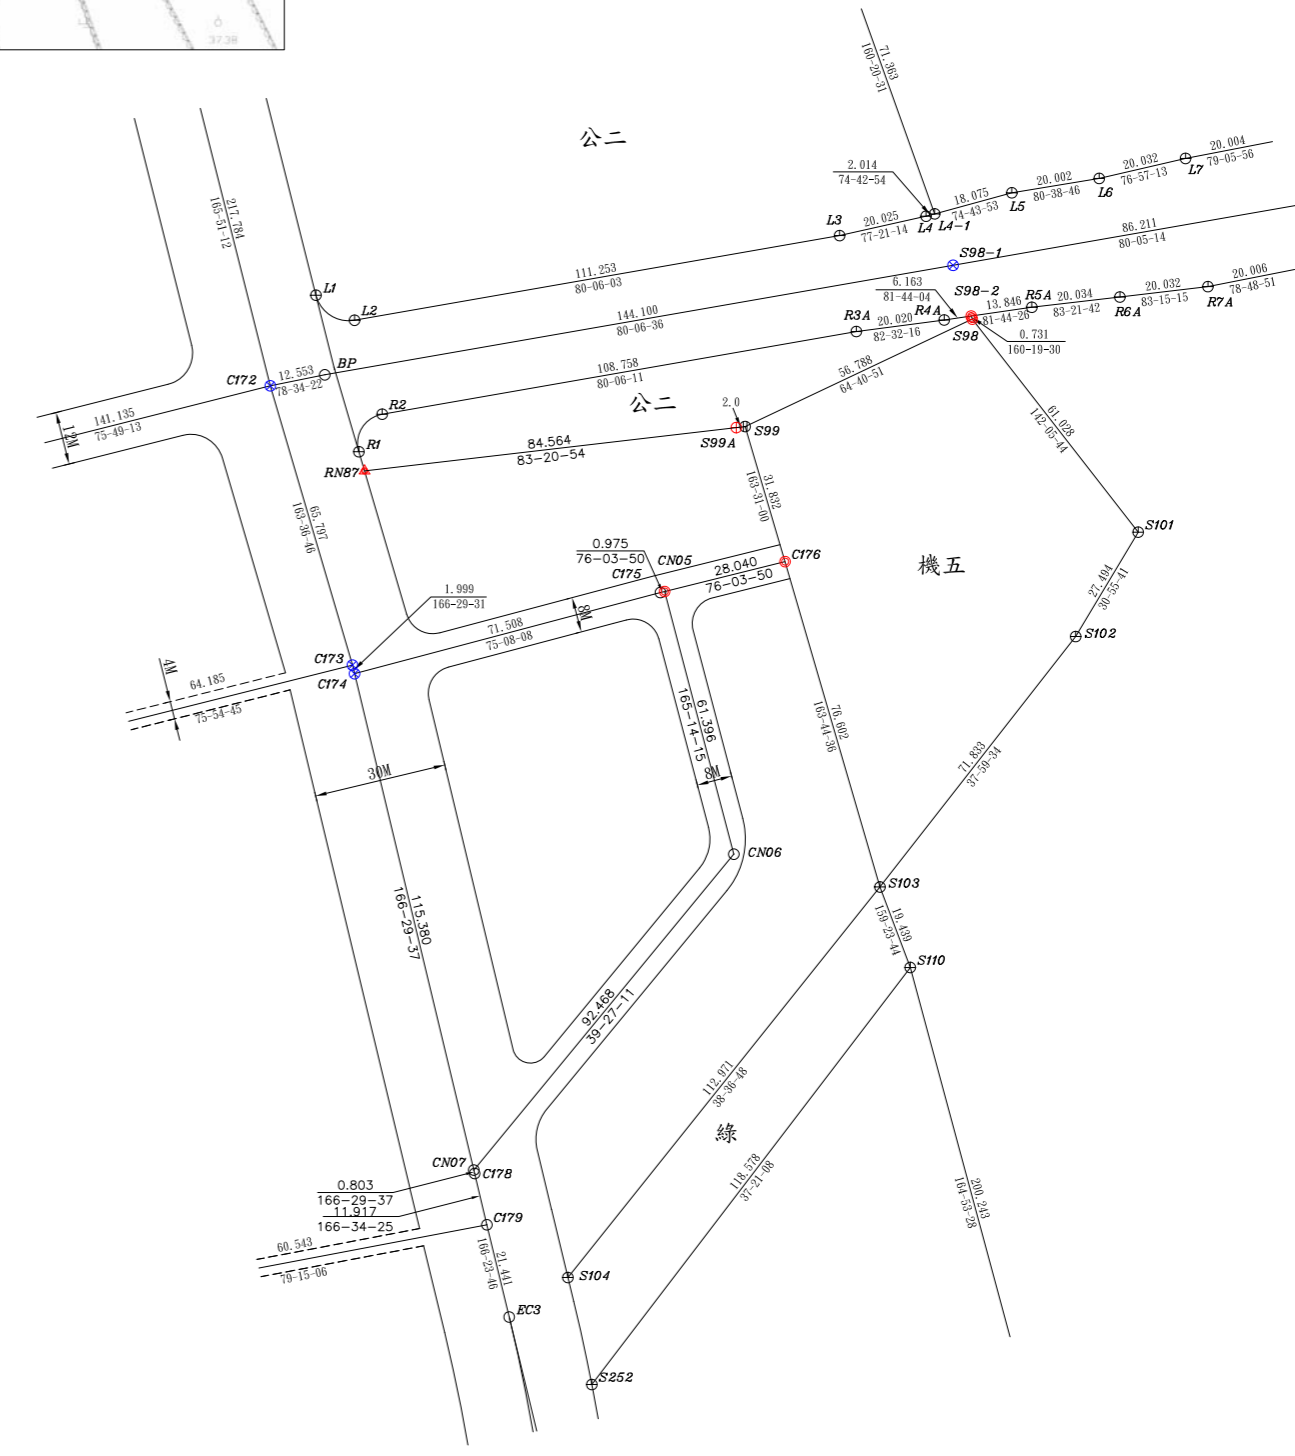 37.38
71.363
160-20-31
公二
2.014
74-42-54
20.004
79-05-56
L7
20.032
76-57-13
L6
20.002
80-38-46
L5
18.075
74-43-53
L4 L4-1
L3
20.025
77-21-14
217.784
165-51-12
86.211
80-05-14
S98-1
111.253
80-06-03
L1
L2
6.163
81-44-04
S98-2
144.100
80-06-36
13.846
81-44-26
R5A
20.034
83-21-42
R6A
20.032
83-15-15
R7A
20.006
78-48-51
R3A
20.020
82-32-16
R4A
S98
0.731
160-19-30
BP
C172
12.553
78-34-22
108.758
80-06-11
56.788
64-40-51
公二
R2
2.0
141.135
75-49-13
12M
61.028
142-05-44
S99
S99A
R1
84.564
83-20-54
RN87
31.832
163-31-00
65.797
163-36-46
S101
0.975
76-03-50
CN05
C176
機五
C175
28.040
76-03-50
27.494
30-55-41
1.999
166-29-31
8M
71.508
75-08-08
S102
C173
4M
64.185
75-54-45
C174
61.396
165-14-15
76.602
163-44-36
71.833
37-59-34
30M
8M
CN06
S103
115.380
166-29-37
19.439
159-23-44
S110
92.468
39-27-11
112.971
38-36-48
綠
CN07
C178
118.578
37-21-08
0.803
166-29-37
11.917
166-34-25
200.243
164-53-28
C179
60.543
79-15-06
21.441
166-23-46
S104
EC3
S252